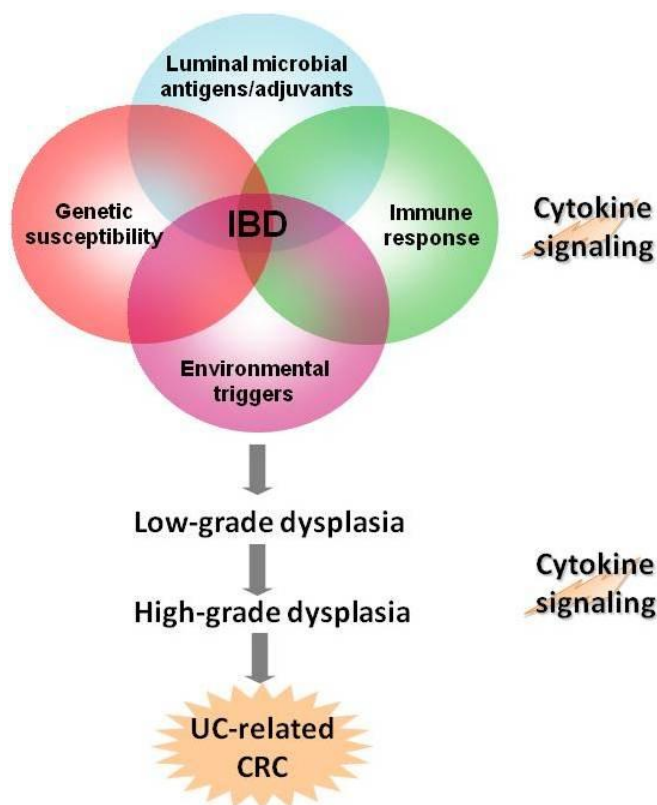 Luminal microbial
antigens/adjuvants
Genetic
susceptibility
IBD
Immune
response
Cytokine
signaling
Environmental
triggers
Low-grade dysplasia
High-grade dysplasia
Cytokine
signaling
UC-related
CRC